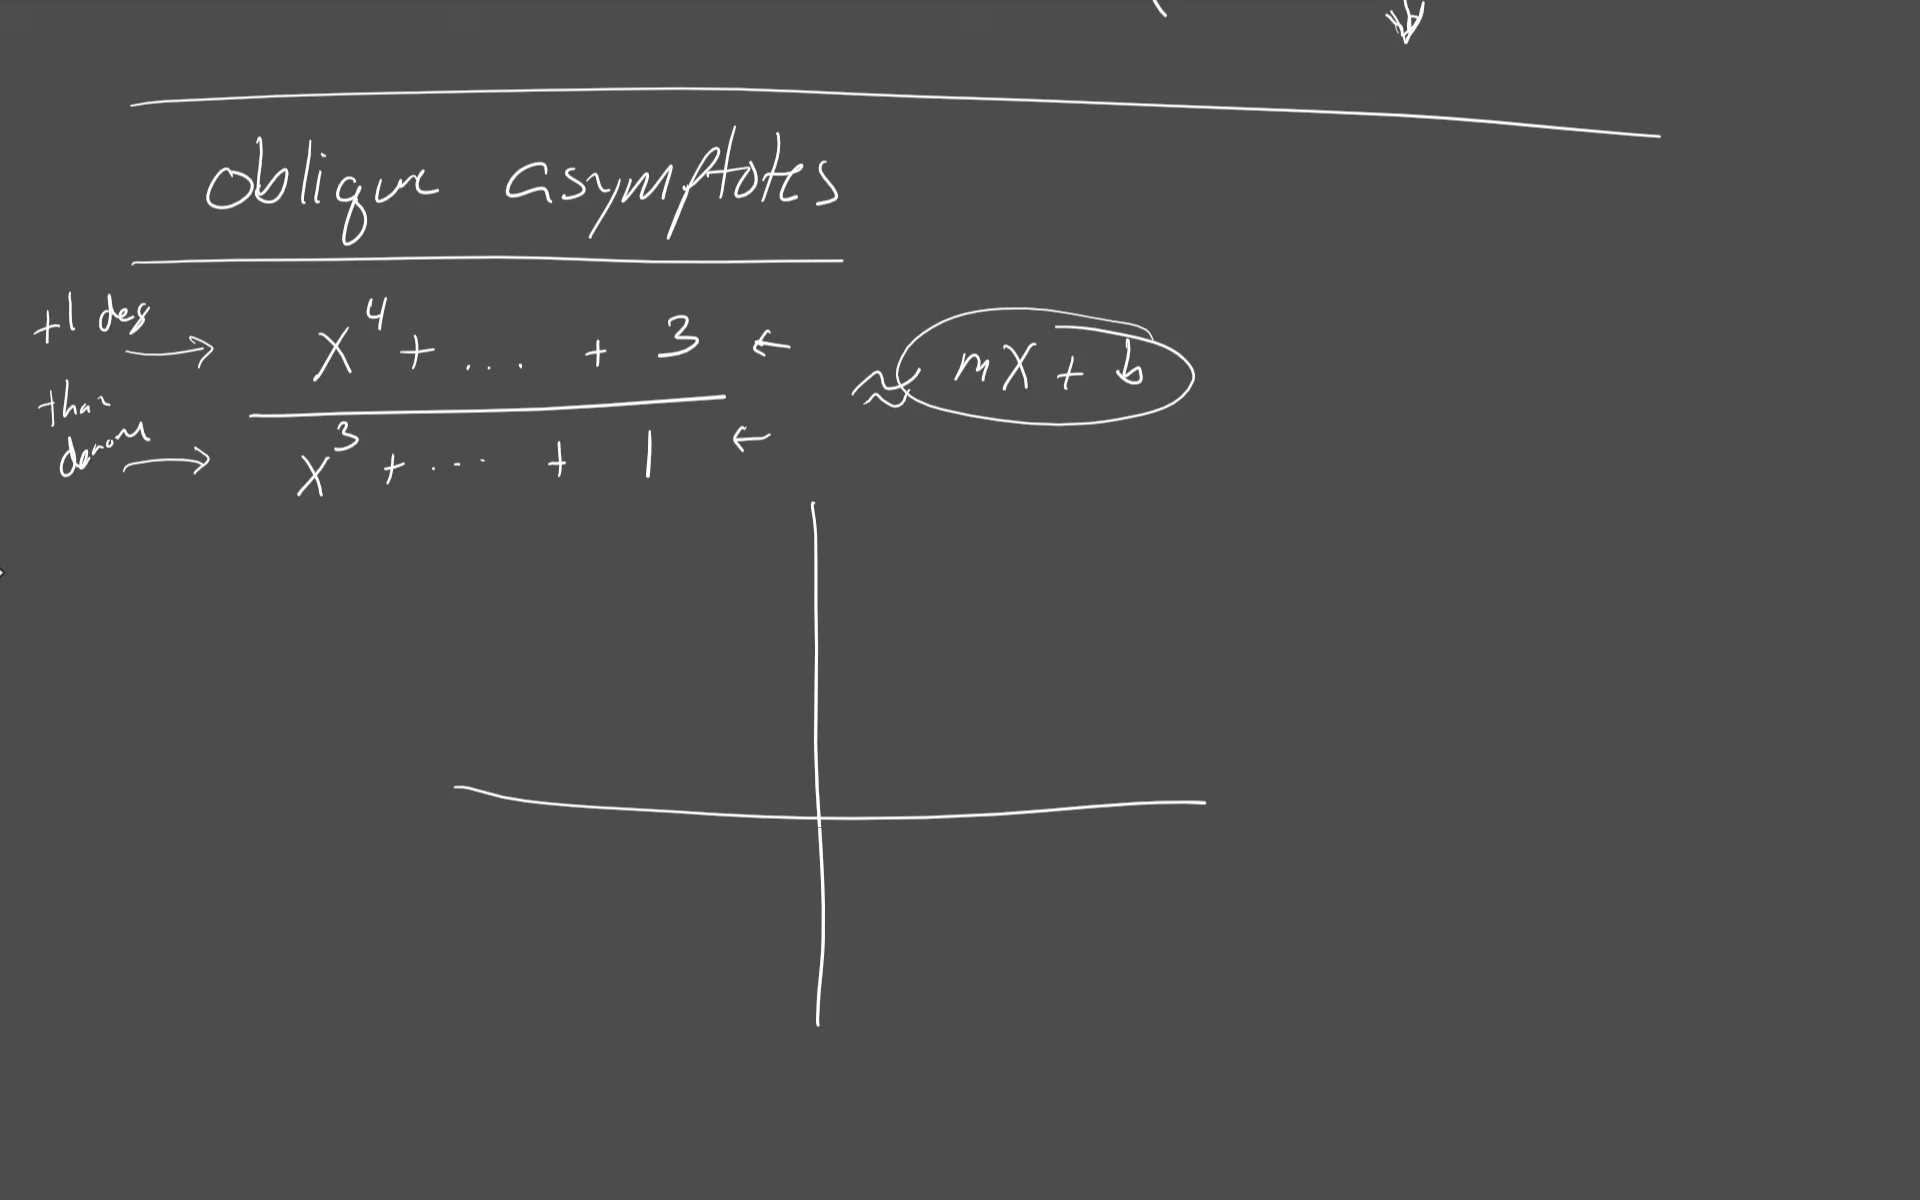 oblique asymptotes
+1 deg → x⁴ + ... + 3 ←
than
denom → x³ + ... + 1 ←
≈ mx + b